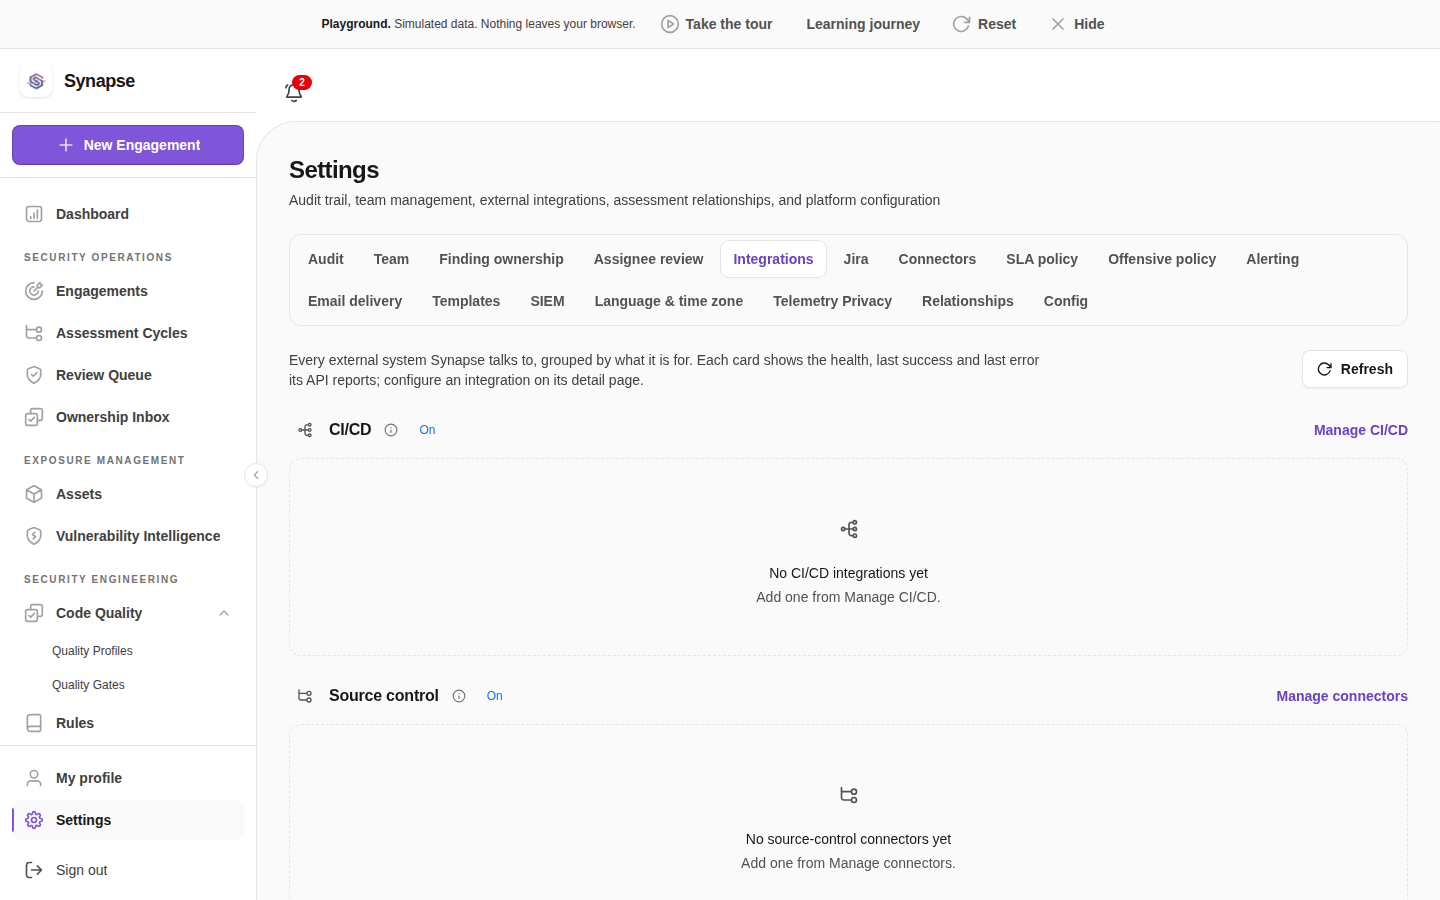 Playground. Simulated data. Nothing leaves your browser.
Take the tour
Learning journey
Reset
Hide
Synapse
2
New Engagement
Dashboard
SECURITY OPERATIONS
Engagements
Assessment Cycles
Review Queue
Ownership Inbox
EXPOSURE MANAGEMENT
Assets
Vulnerability Intelligence
SECURITY ENGINEERING
Code Quality
Quality Profiles
Quality Gates
Rules
My profile
Settings
Sign out
Settings
Audit trail, team management, external integrations, assessment relationships, and platform configuration
Audit Team Finding ownership Assignee review Integrations Jira Connectors SLA policy Offensive policy Alerting
Email delivery Templates SIEM Language & time zone Telemetry Privacy Relationships Config
Every external system Synapse talks to, grouped by what it is for. Each card shows the health, last success and last error
its API reports; configure an integration on its detail page.
Refresh
CI/CD On Manage CI/CD
No CI/CD integrations yet
Add one from Manage CI/CD.
Source control On Manage connectors
No source-control connectors yet
Add one from Manage connectors.